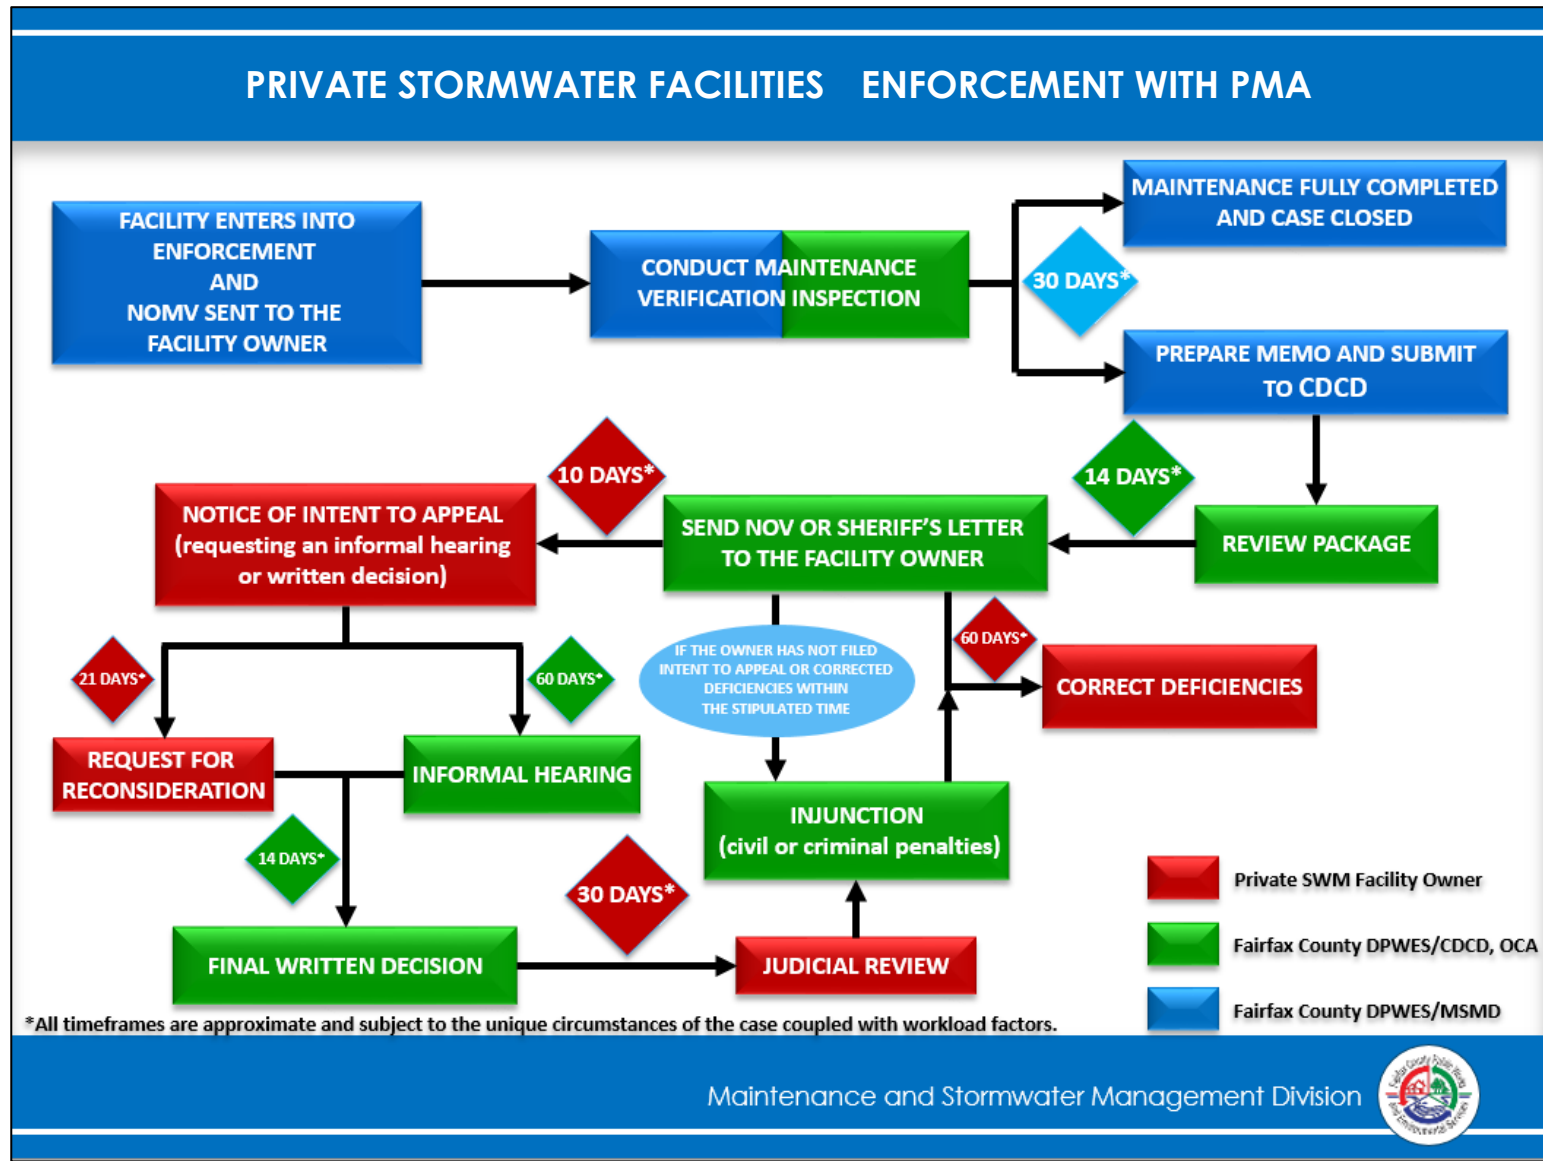 PRIVATE STORMWATER FACILITIES ENFORCEMENT WITH PMA
FACILITY ENTERS INTO
ENFORCEMENT
AND
NOMV SENT TO THE
FACILITY OWNER
CONDUCT MAINTENANCE
VERIFICATION INSPECTION
30 DAYS*
MAINTENANCE FULLY COMPLETED
AND CASE CLOSED
PREPARE MEMO AND SUBMIT
TO CDCD
REVIEW PACKAGE
14 DAYS*
SEND NOV OR SHERIFF'S LETTER
TO THE FACILITY OWNER
10 DAYS*
NOTICE OF INTENT TO APPEAL
(requesting an informal hearing
or written decision)
21 DAYS*
60 DAYS*
IF THE OWNER HAS NOT FILED
INTENT TO APPEAL OR CORRECTED
DEFICIENCIES WITHIN
THE STIPULATED TIME
60 DAYS*
CORRECT DEFICIENCIES
REQUEST FOR
RECONSIDERATION
INFORMAL HEARING
INJUNCTION
(civil or criminal penalties)
14 DAYS*
30 DAYS*
FINAL WRITTEN DECISION
JUDICIAL REVIEW
Private SWM Facility Owner
Fairfax County DPWES/CDCD, OCA
Fairfax County DPWES/MSMD
*All timeframes are approximate and subject to the unique circumstances of the case coupled with workload factors.
Maintenance and Stormwater Management Division
Fairfax County Public Works
and Environmental Services